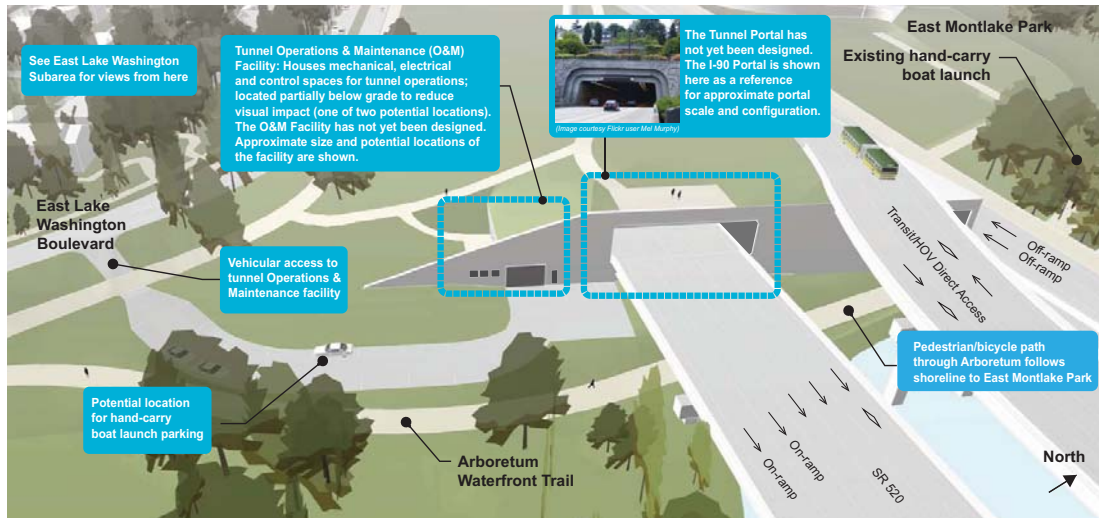 See East Lake Washington
Subarea for views from here
Tunnel Operations & Maintenance (O&M)
Facility: Houses mechanical, electrical
and control spaces for tunnel operations;
located partially below grade to reduce
visual impact (one of two potential locations).
The O&M Facility has not yet been designed.
Approximate size and potential locations of
the facility are shown.
(Image courtesy Flickr user Mel Murphy)
The Tunnel Portal has
not yet been designed.
The I-90 Portal is shown
here as a reference
for approximate portal
scale and configuration.
East Montlake Park
Existing hand-carry
boat launch
East Lake
Washington
Boulevard
Vehicular access to
tunnel Operations &
Maintenance facility
Transit/HOV Direct Access
Off-ramp
Off-ramp
Pedestrian/bicycle path
through Arboretum follows
shoreline to East Montlake Park
Potential location
for hand-carry
boat launch parking
Arboretum
Waterfront Trail
On-ramp
On-ramp
SR 520
North